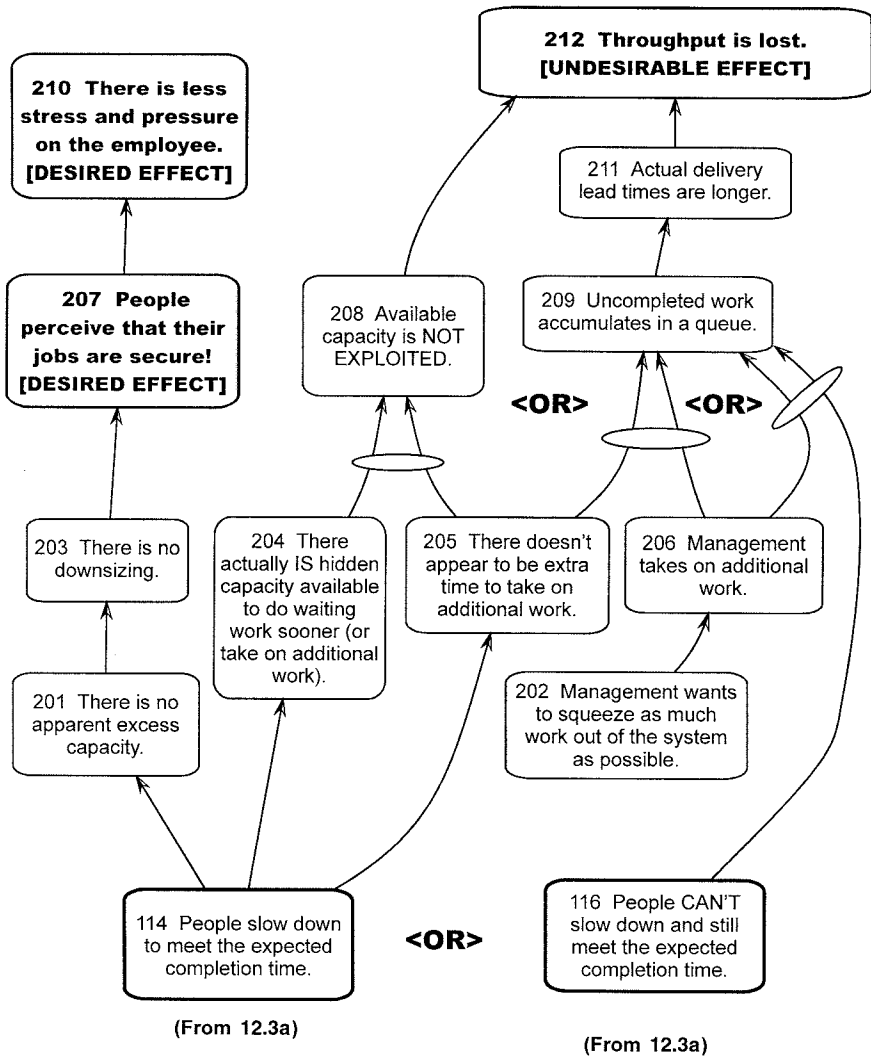 212 Throughput is lost.
[UNDESIRABLE EFFECT]
210 There is less
stress and pressure
on the employee.
[DESIRED EFFECT]
211 Actual delivery
lead times are longer.
207 People
perceive that their
jobs are secure!
[DESIRED EFFECT]
208 Available
capacity is NOT
EXPLOITED.
209 Uncompleted work
accumulates in a queue.
<OR>
<OR>
203 There is no
downsizing.
204 There
actually IS hidden
capacity available
to do waiting
work sooner (or
take on additional
work).
205 There doesn't
appear to be extra
time to take on
additional work.
206 Management
takes on additional
work.
201 There is no
apparent excess
capacity.
202 Management wants
to squeeze as much
work out of the system
as possible.
114 People slow down
to meet the expected
completion time.
<OR>
116 People CAN'T
slow down and still
meet the expected
completion time.
(From 12.3a)
(From 12.3a)